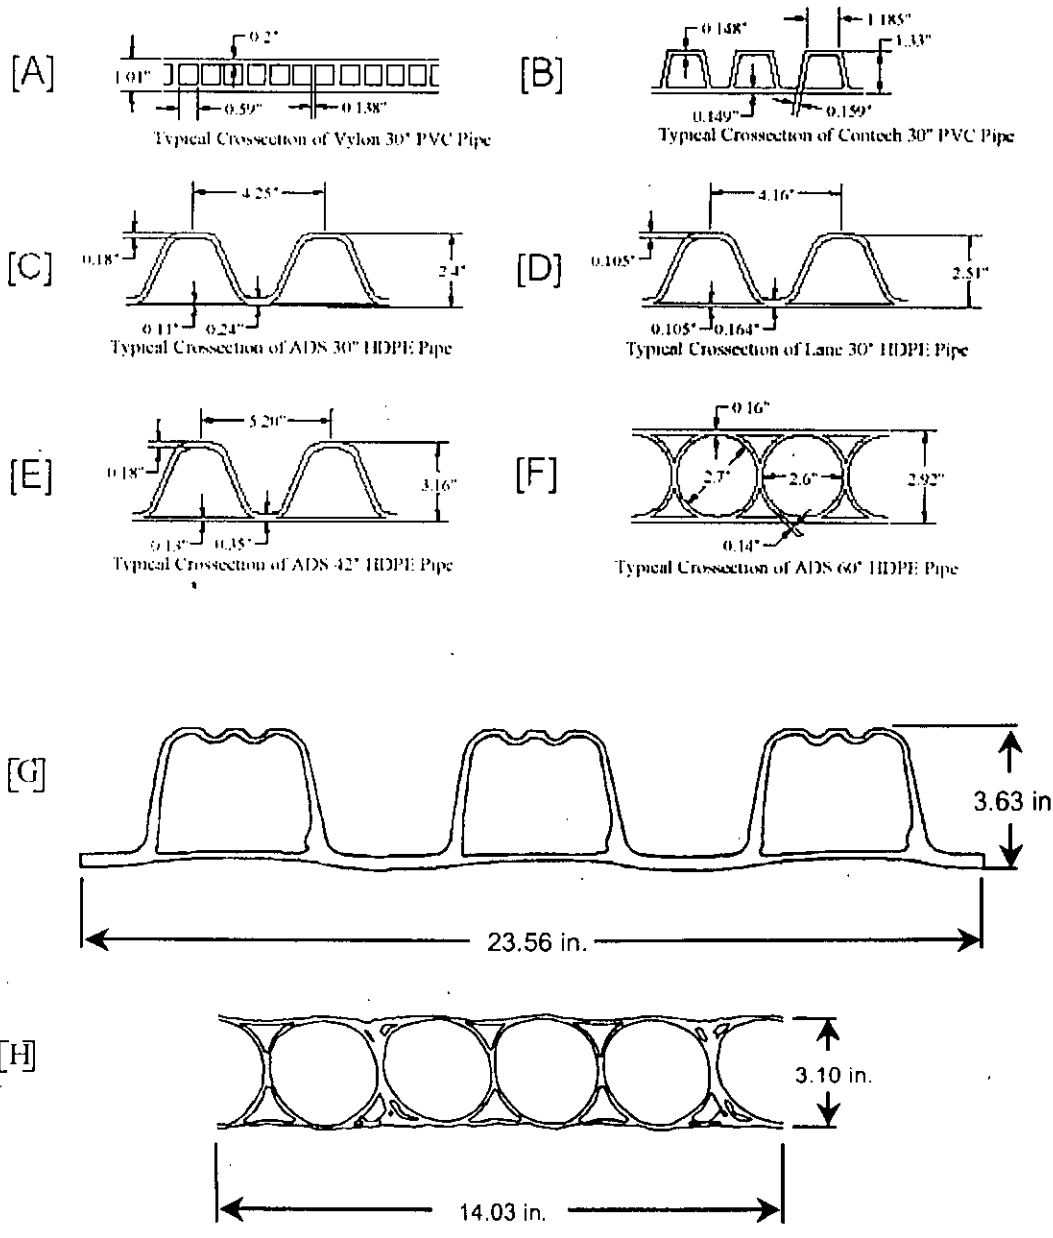 [A]
0.2"
1.01"
0.59"
0.138"
Typical Crossection of Vylon 30" PVC Pipe
[B]
0.148"
1.185"
1.33"
0.149"
0.159"
Typical Crossection of Contech 30" PVC Pipe
[C]
4.25"
0.18"
2.4"
0.11"
0.24"
Typical Crossection of ADS 30" HDPE Pipe
[D]
4.16"
0.105"
2.51"
0.105"
0.164"
Typical Crossection of Lane 30" HDPE Pipe
[E]
5.20"
0.18"
3.16"
0.13"
0.35"
Typical Crossection of ADS 42" HDPE Pipe
[F]
0.16"
2.7"
2.6"
2.92"
0.14"
Typical Crossection of ADS 60" HDPE Pipe
[G]
3.63 in
23.56 in.
[H]
3.10 in.
14.03 in.